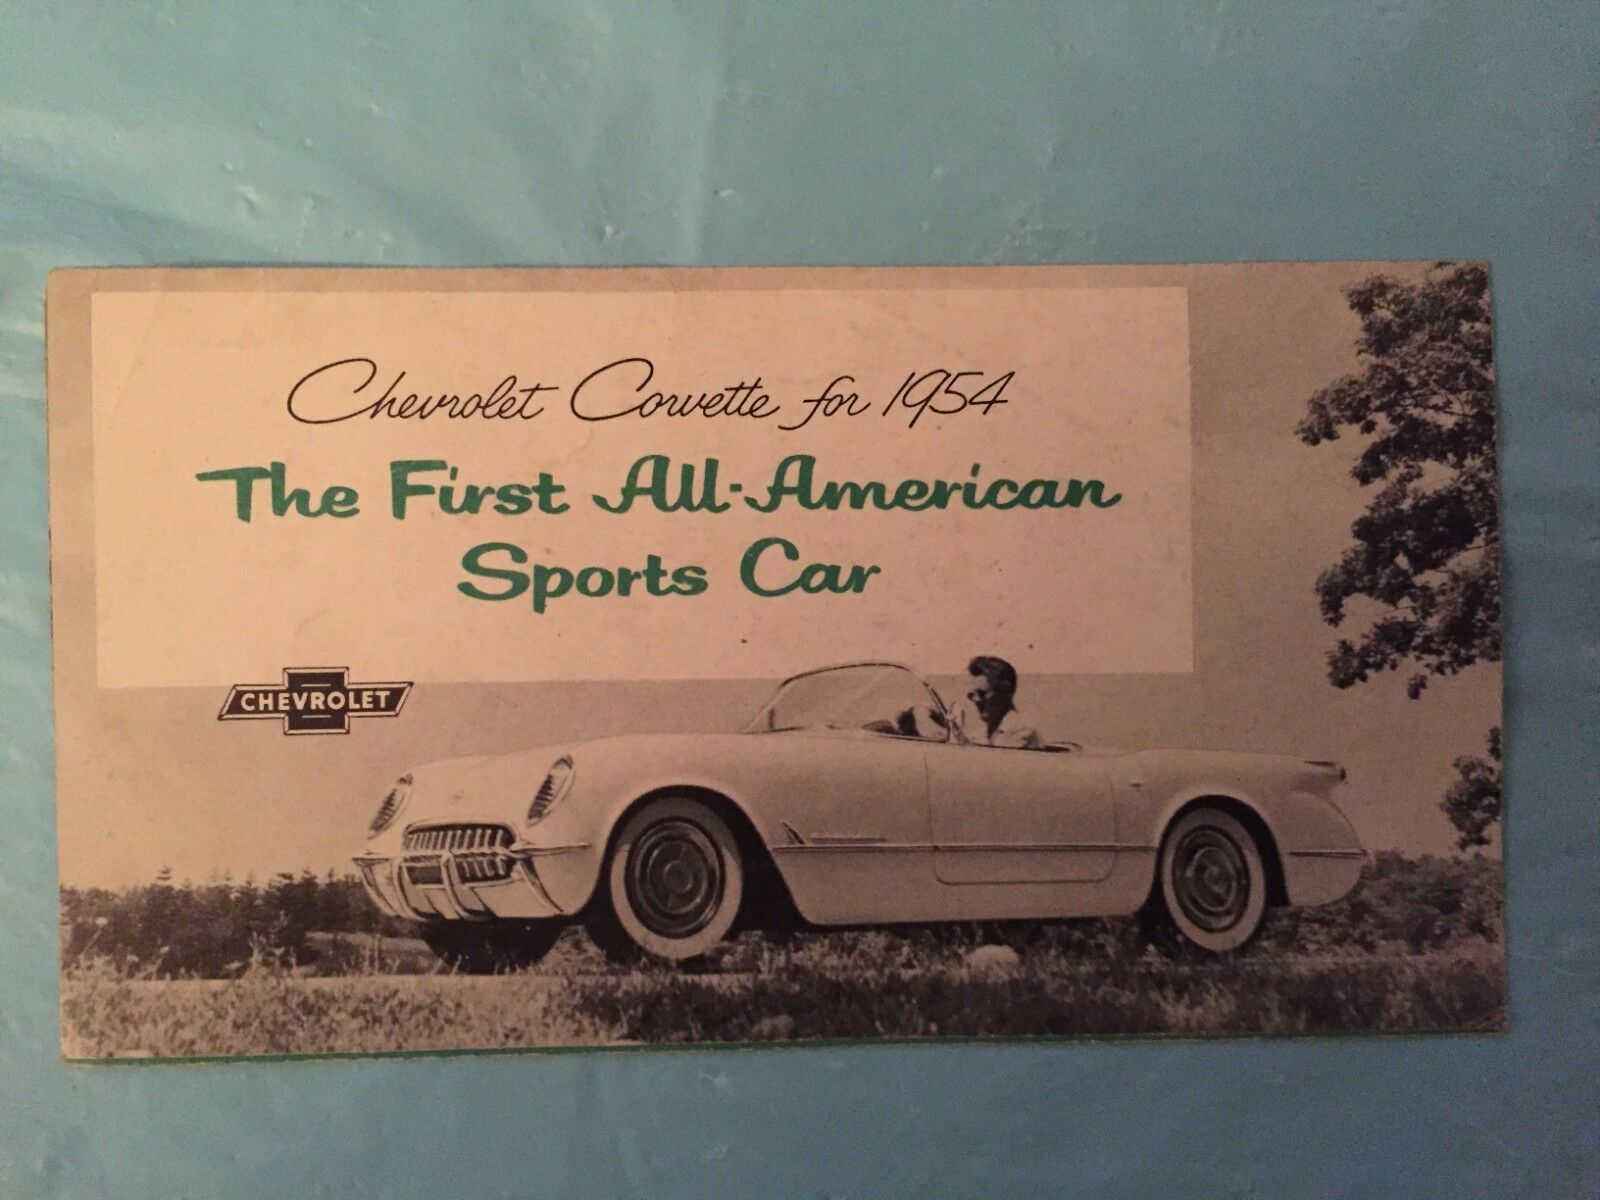 Chevrolet Corvette for 1954
The First All-American
Sports Car
CHEVROLET